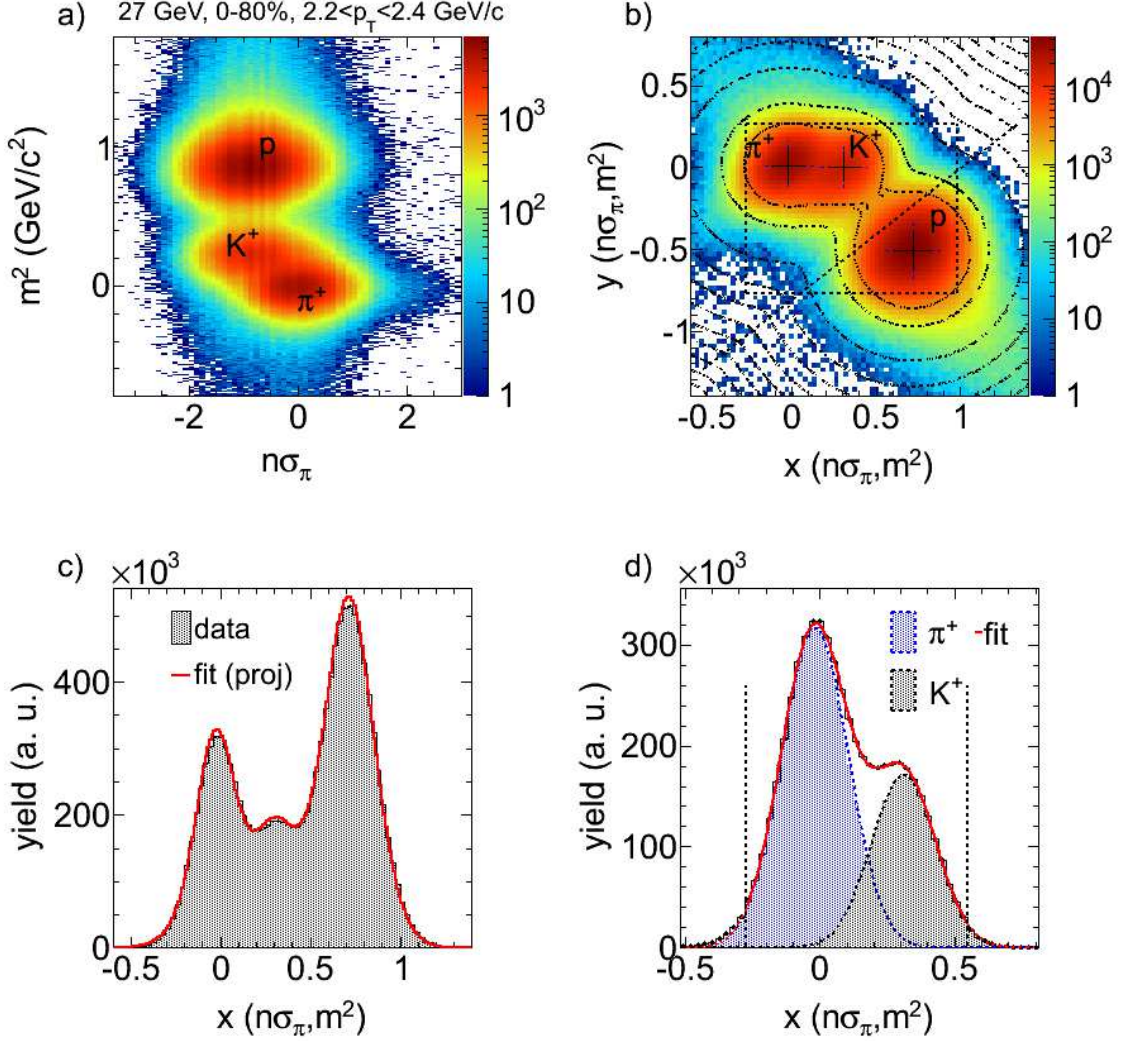 a) 27 GeV, 0-80%, 2.2<p_T<2.4 GeV/c
m² (GeV/c²)
1
0
p
K⁺
π⁺
10³
10²
10
1
-2 0 2
nσ_π
b)
y (nσ_π,m²)
0.5
0
-0.5
-1
π⁺ K⁺
p
10⁴
10³
10²
10
1
-0.5 0 0.5 1
x (nσ_π,m²)
c)
×10³
yield (a. u.)
400
200
0
data
fit (proj)
-0.5 0 0.5 1
x (nσ_π,m²)
d)
×10³
yield (a. u.)
300
200
100
0
π⁺ fit
K⁺
-0.5 0 0.5
x (nσ_π,m²)